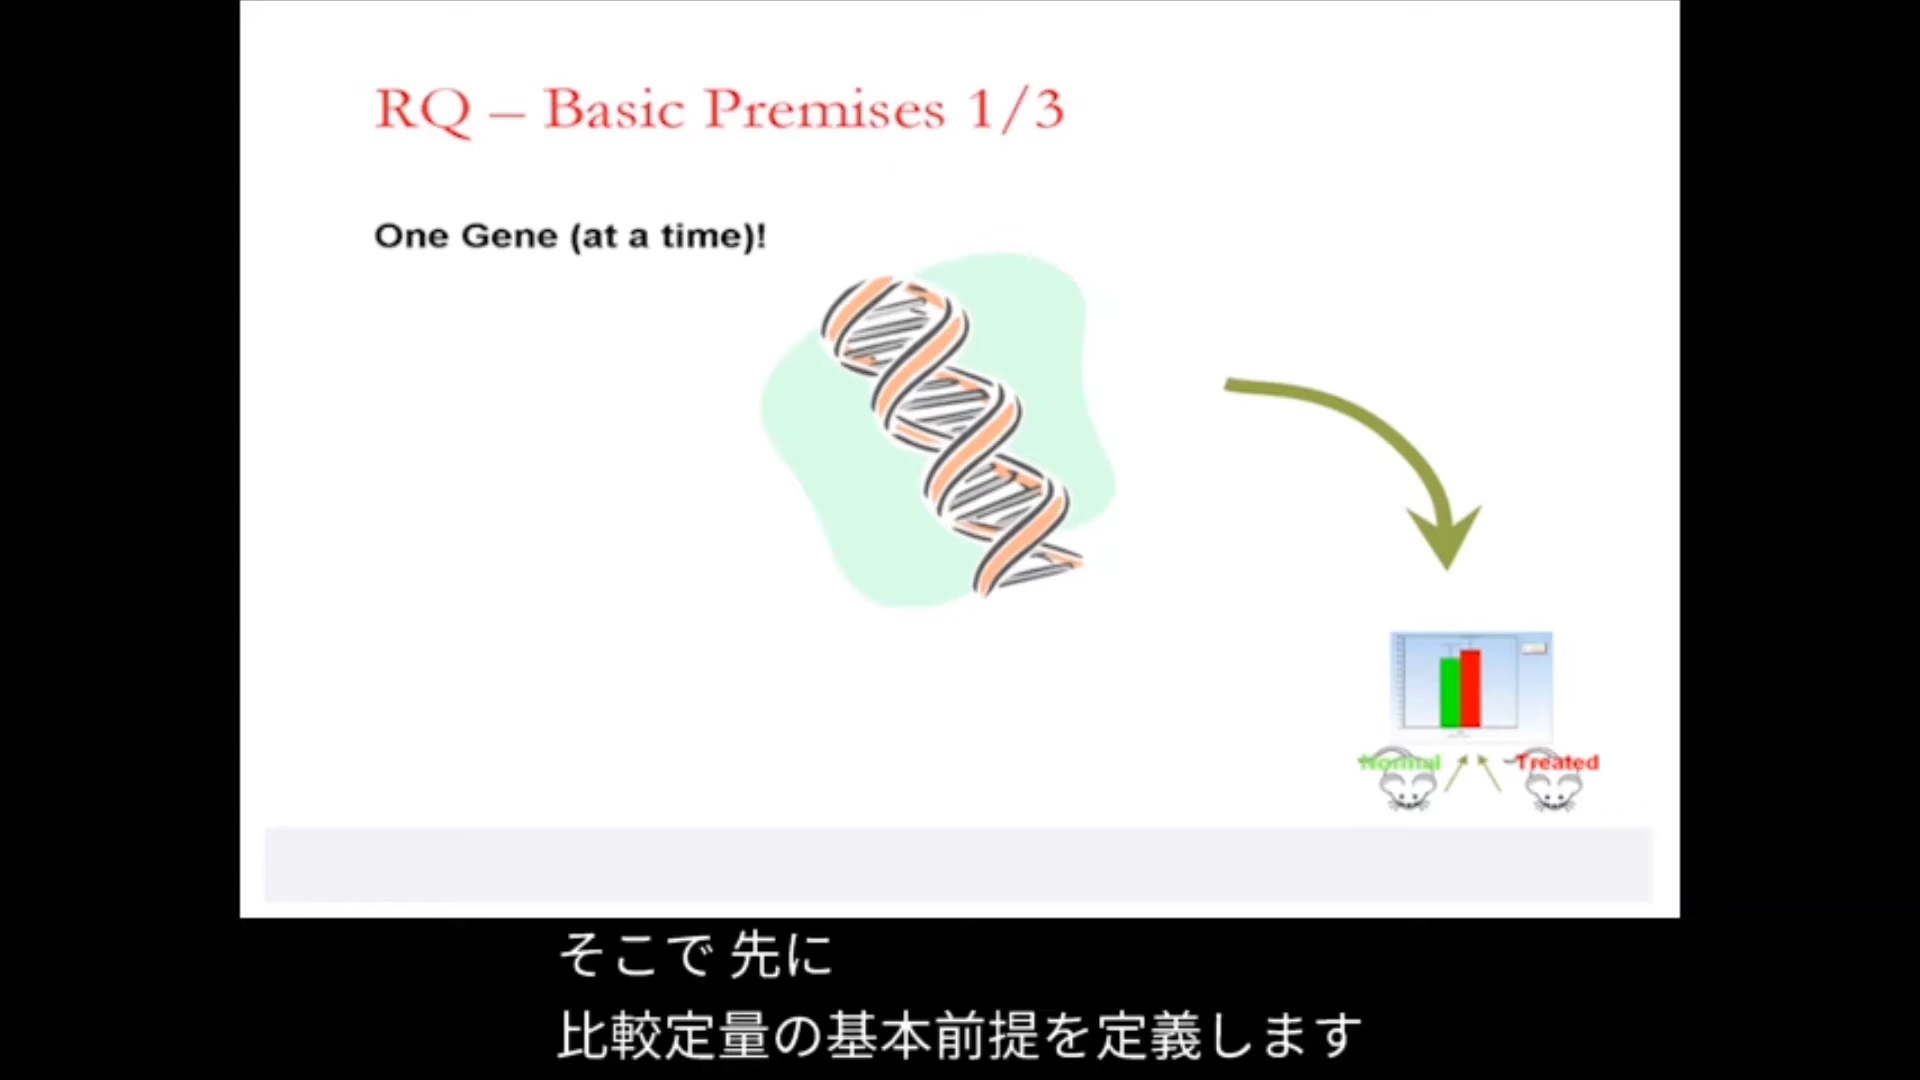 RQ – Basic Premises 1/3
One Gene (at a time)!
Normal
Treated
そこで 先に
比較定量の基本前提を定義します